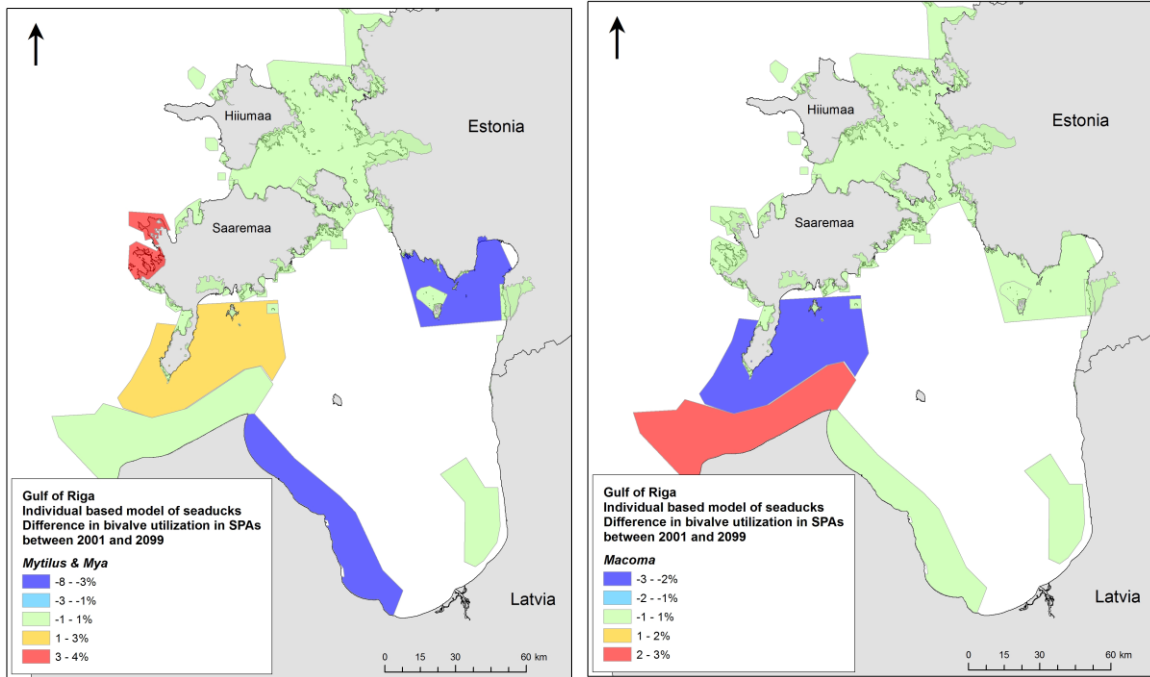 Hiiumaa
Estonia
Saaremaa
Gulf of Riga
Individual based model of seaducks
Difference in bivalve utilization in SPAs
between 2001 and 2099
Mytilus & Mya
-8 - -3%
-3 - -1%
-1 - 1%
1 - 3%
3 - 4%
Latvia
0 15 30 60 km
Hiiumaa
Estonia
Saaremaa
Gulf of Riga
Individual based model of seaducks
Difference in bivalve utilization in SPAs
between 2001 and 2099
Macoma
-3 - -2%
-2 - -1%
-1 - 1%
1 - 2%
2 - 3%
Latvia
0 15 30 60 km